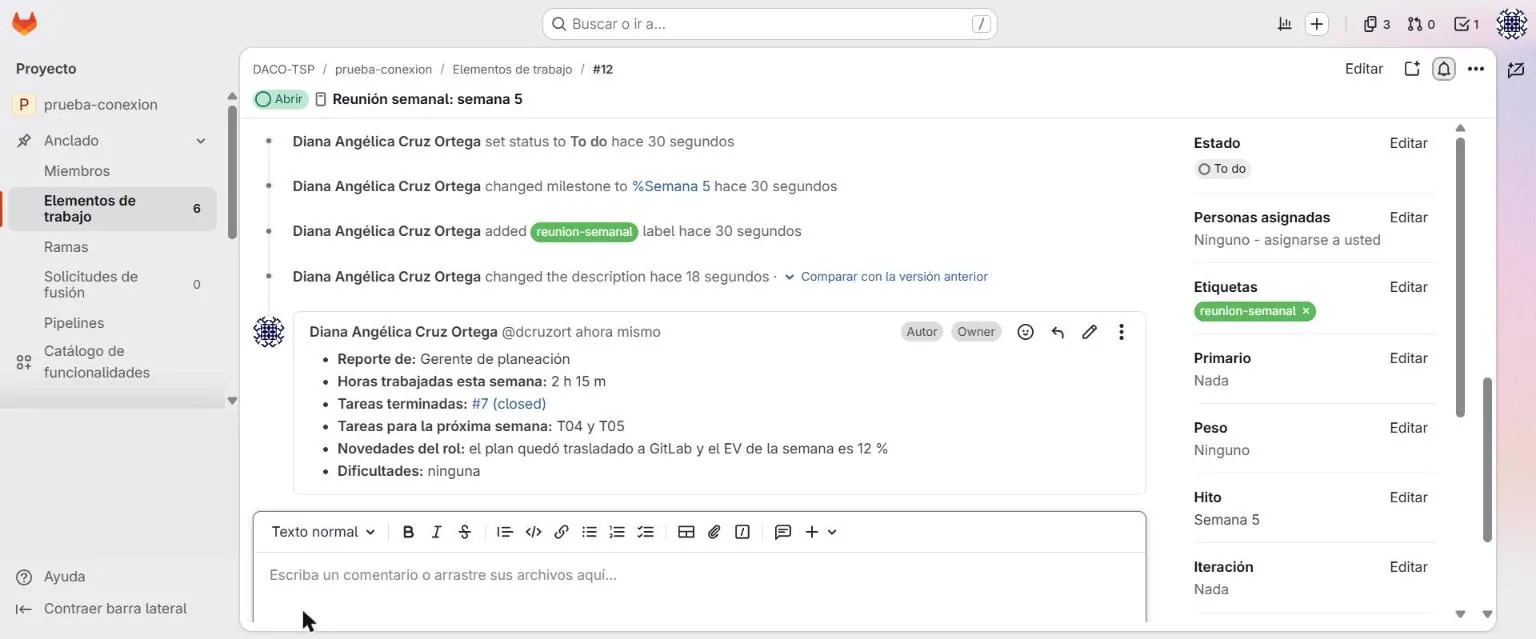 Buscar o ir a...
/
3
0
1
Proyecto
P prueba-conexion
Anclado
Miembros
Elementos de
trabajo
6
Ramas
Solicitudes de
fusión
0
Pipelines
Catálogo de
funcionalidades
Ayuda
Contraer barra lateral
DACO-TSP / prueba-conexion / Elementos de trabajo / #12
Editar
Abrir Reunión semanal: semana 5
Diana Angélica Cruz Ortega set status to To do hace 30 segundos
Diana Angélica Cruz Ortega changed milestone to %Semana 5 hace 30 segundos
Diana Angélica Cruz Ortega added reunion-semanal label hace 30 segundos
Diana Angélica Cruz Ortega changed the description hace 18 segundos · Comparar con la versión anterior
Diana Angélica Cruz Ortega @dcruzort ahora mismo
Autor Owner
• Reporte de: Gerente de planeación
• Horas trabajadas esta semana: 2 h 15 m
• Tareas terminadas: #7 (closed)
• Tareas para la próxima semana: T04 y T05
• Novedades del rol: el plan quedó trasladado a GitLab y el EV de la semana es 12 %
• Dificultades: ninguna
Texto normal
Escriba un comentario o arrastre sus archivos aquí...
Estado Editar
To do
Personas asignadas Editar
Ninguno - asignarse a usted
Etiquetas Editar
reunion-semanal ×
Primario Editar
Nada
Peso Editar
Ninguno
Hito Editar
Semana 5
Iteración Editar
Nada